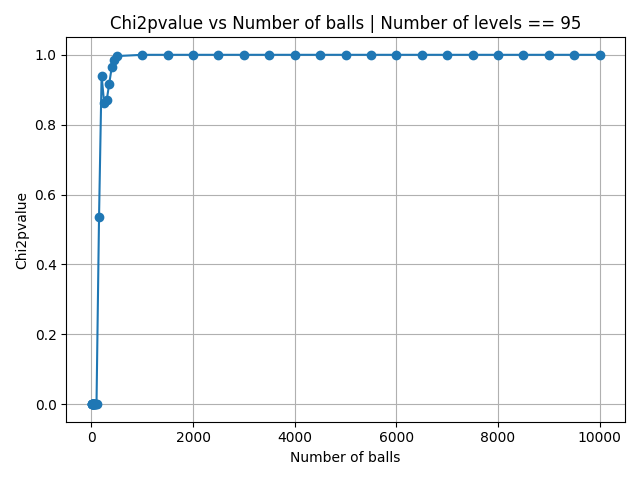 Chi2pvalue vs Number of balls | Number of levels == 95
1.0
0.8
0.6
0.4
0.2
0.0
Chi2pvalue
0 2000 4000 6000 8000 10000
Number of balls